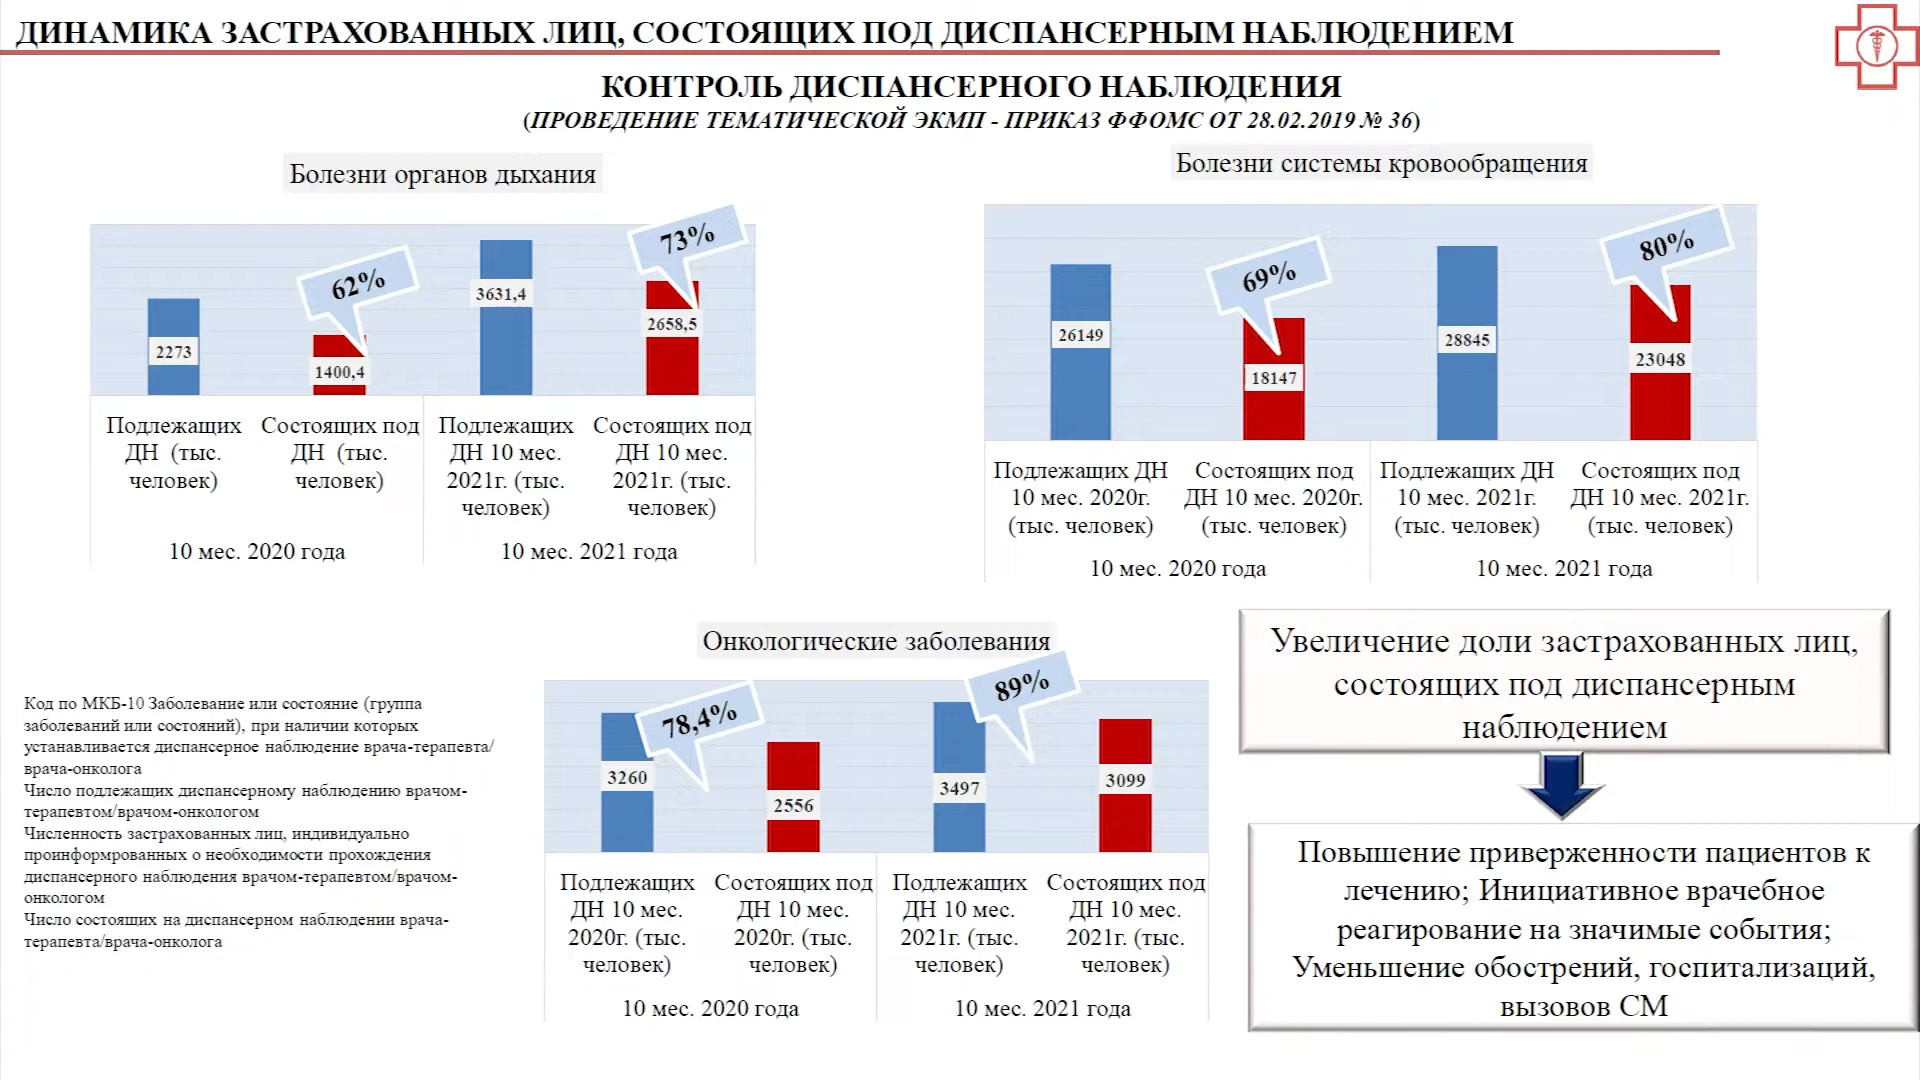 ДИНАМИКА ЗАСТРАХОВАННЫХ ЛИЦ, СОСТОЯЩИХ ПОД ДИСПАНСЕРНЫМ НАБЛЮДЕНИЕМ
КОНТРОЛЬ ДИСПАНСЕРНОГО НАБЛЮДЕНИЯ
(ПРОВЕДЕНИЕ ТЕМАТИЧЕСКОЙ ЭКМП - ПРИКАЗ ФФОМС ОТ 28.02.2019 № 36)
Болезни органов дыхания
62%
73%
2273
1400,4
3631,4
2658,5
Подлежащих
ДН (тыс.
человек)
Состоящих под
ДН (тыс.
человек)
Подлежащих
ДН 10 мес.
2021г. (тыс.
человек)
Состоящих под
ДН 10 мес.
2021г. (тыс.
человек)
10 мес. 2020 года
10 мес. 2021 года
Болезни системы кровообращения
69%
80%
26149
18147
28845
23048
Подлежащих ДН
10 мес. 2020г.
(тыс. человек)
Состоящих под
ДН 10 мес. 2020г.
(тыс. человек)
Подлежащих ДН
10 мес. 2021г.
(тыс. человек)
Состоящих под
ДН 10 мес. 2021г.
(тыс. человек)
10 мес. 2020 года
10 мес. 2021 года
Код по МКБ-10 Заболевание или состояние (группа
заболеваний или состояний), при наличии которых
устанавливается диспансерное наблюдение врача-терапевта/
врача-онколога
Число подлежащих диспансерному наблюдению врачом-
терапевтом/врачом-онкологом
Численность застрахованных лиц, индивидуально
проинформированных о необходимости прохождения
диспансерного наблюдения врачом-терапевтом/врачом-
онкологом
Число состоящих на диспансерном наблюдении врача-
терапевта/врача-онколога
Онкологические заболевания
78,4%
89%
3260
2556
3497
3099
Подлежащих
ДН 10 мес.
2020г. (тыс.
человек)
Состоящих под
ДН 10 мес.
2020г. (тыс.
человек)
Подлежащих
ДН 10 мес.
2021г. (тыс.
человек)
Состоящих под
ДН 10 мес.
2021г. (тыс.
человек)
10 мес. 2020 года
10 мес. 2021 года
Увеличение доли застрахованных лиц,
состоящих под диспансерным
наблюдением
Повышение приверженности пациентов к
лечению; Инициативное врачебное
реагирование на значимые события;
Уменьшение обострений, госпитализаций,
вызовов СМ